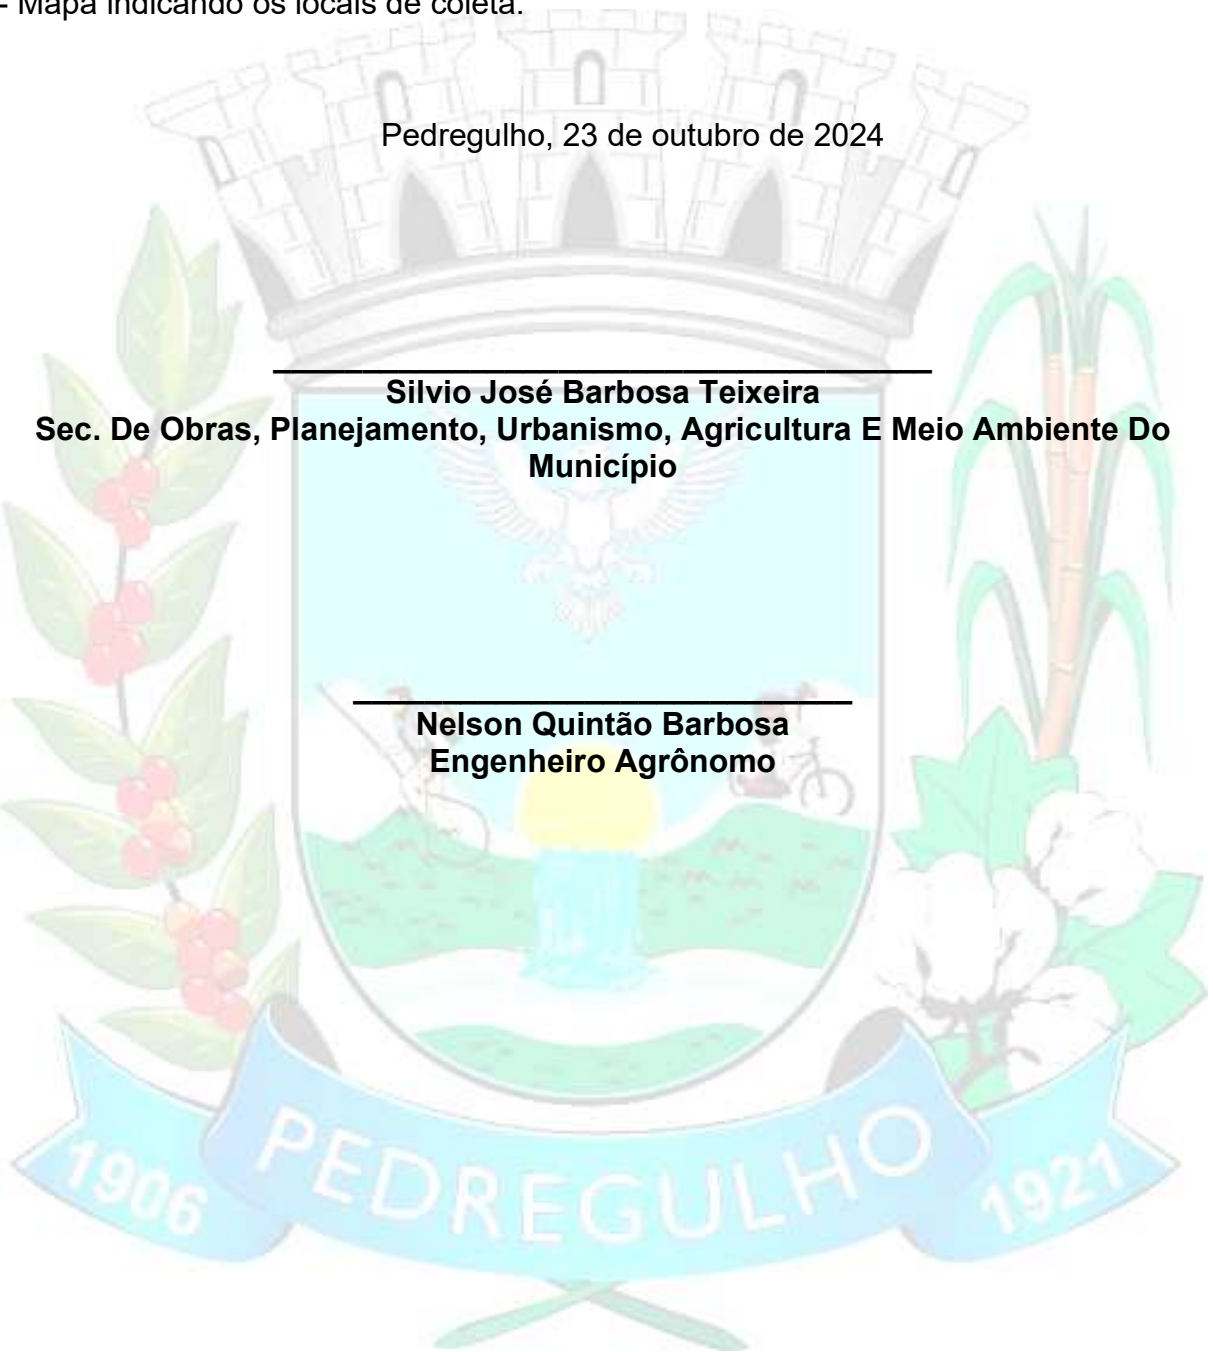 - Mapa indicando os locais de coleta.
Pedregulho, 23 de outubro de 2024
Silvio José Barbosa Teixeira
Sec. De Obras, Planejamento, Urbanismo, Agricultura E Meio Ambiente Do
Município
Nelson Quintão Barbosa
Engenheiro Agrônomo
1906 PEDREGULHO 1921